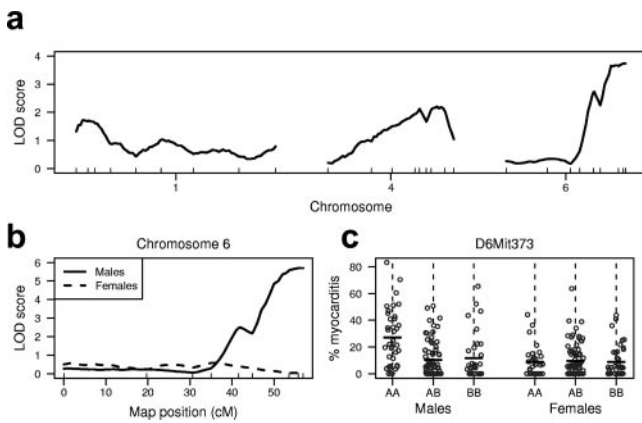 a
LOD score
4
3
2
1
0
1 4 6
Chromosome
b
Chromosome 6
LOD score
6
5
4
3
2
1
0
Males
Females
0 10 20 30 40 50
Map position (cM)
c
D6Mit373
% myocarditis
80
60
40
20
0
AA AB BB AA AB BB
Males Females